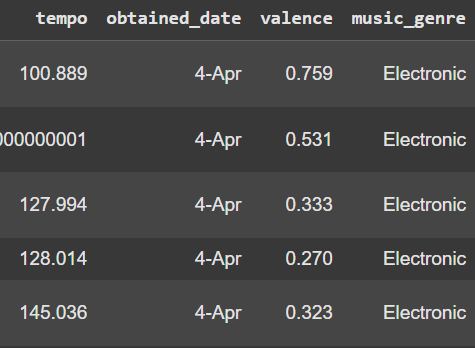 tempo obtained_date valence music_genre
100.889 4-Apr 0.759 Electronic
000000001 4-Apr 0.531 Electronic
127.994 4-Apr 0.333 Electronic
128.014 4-Apr 0.270 Electronic
145.036 4-Apr 0.323 Electronic